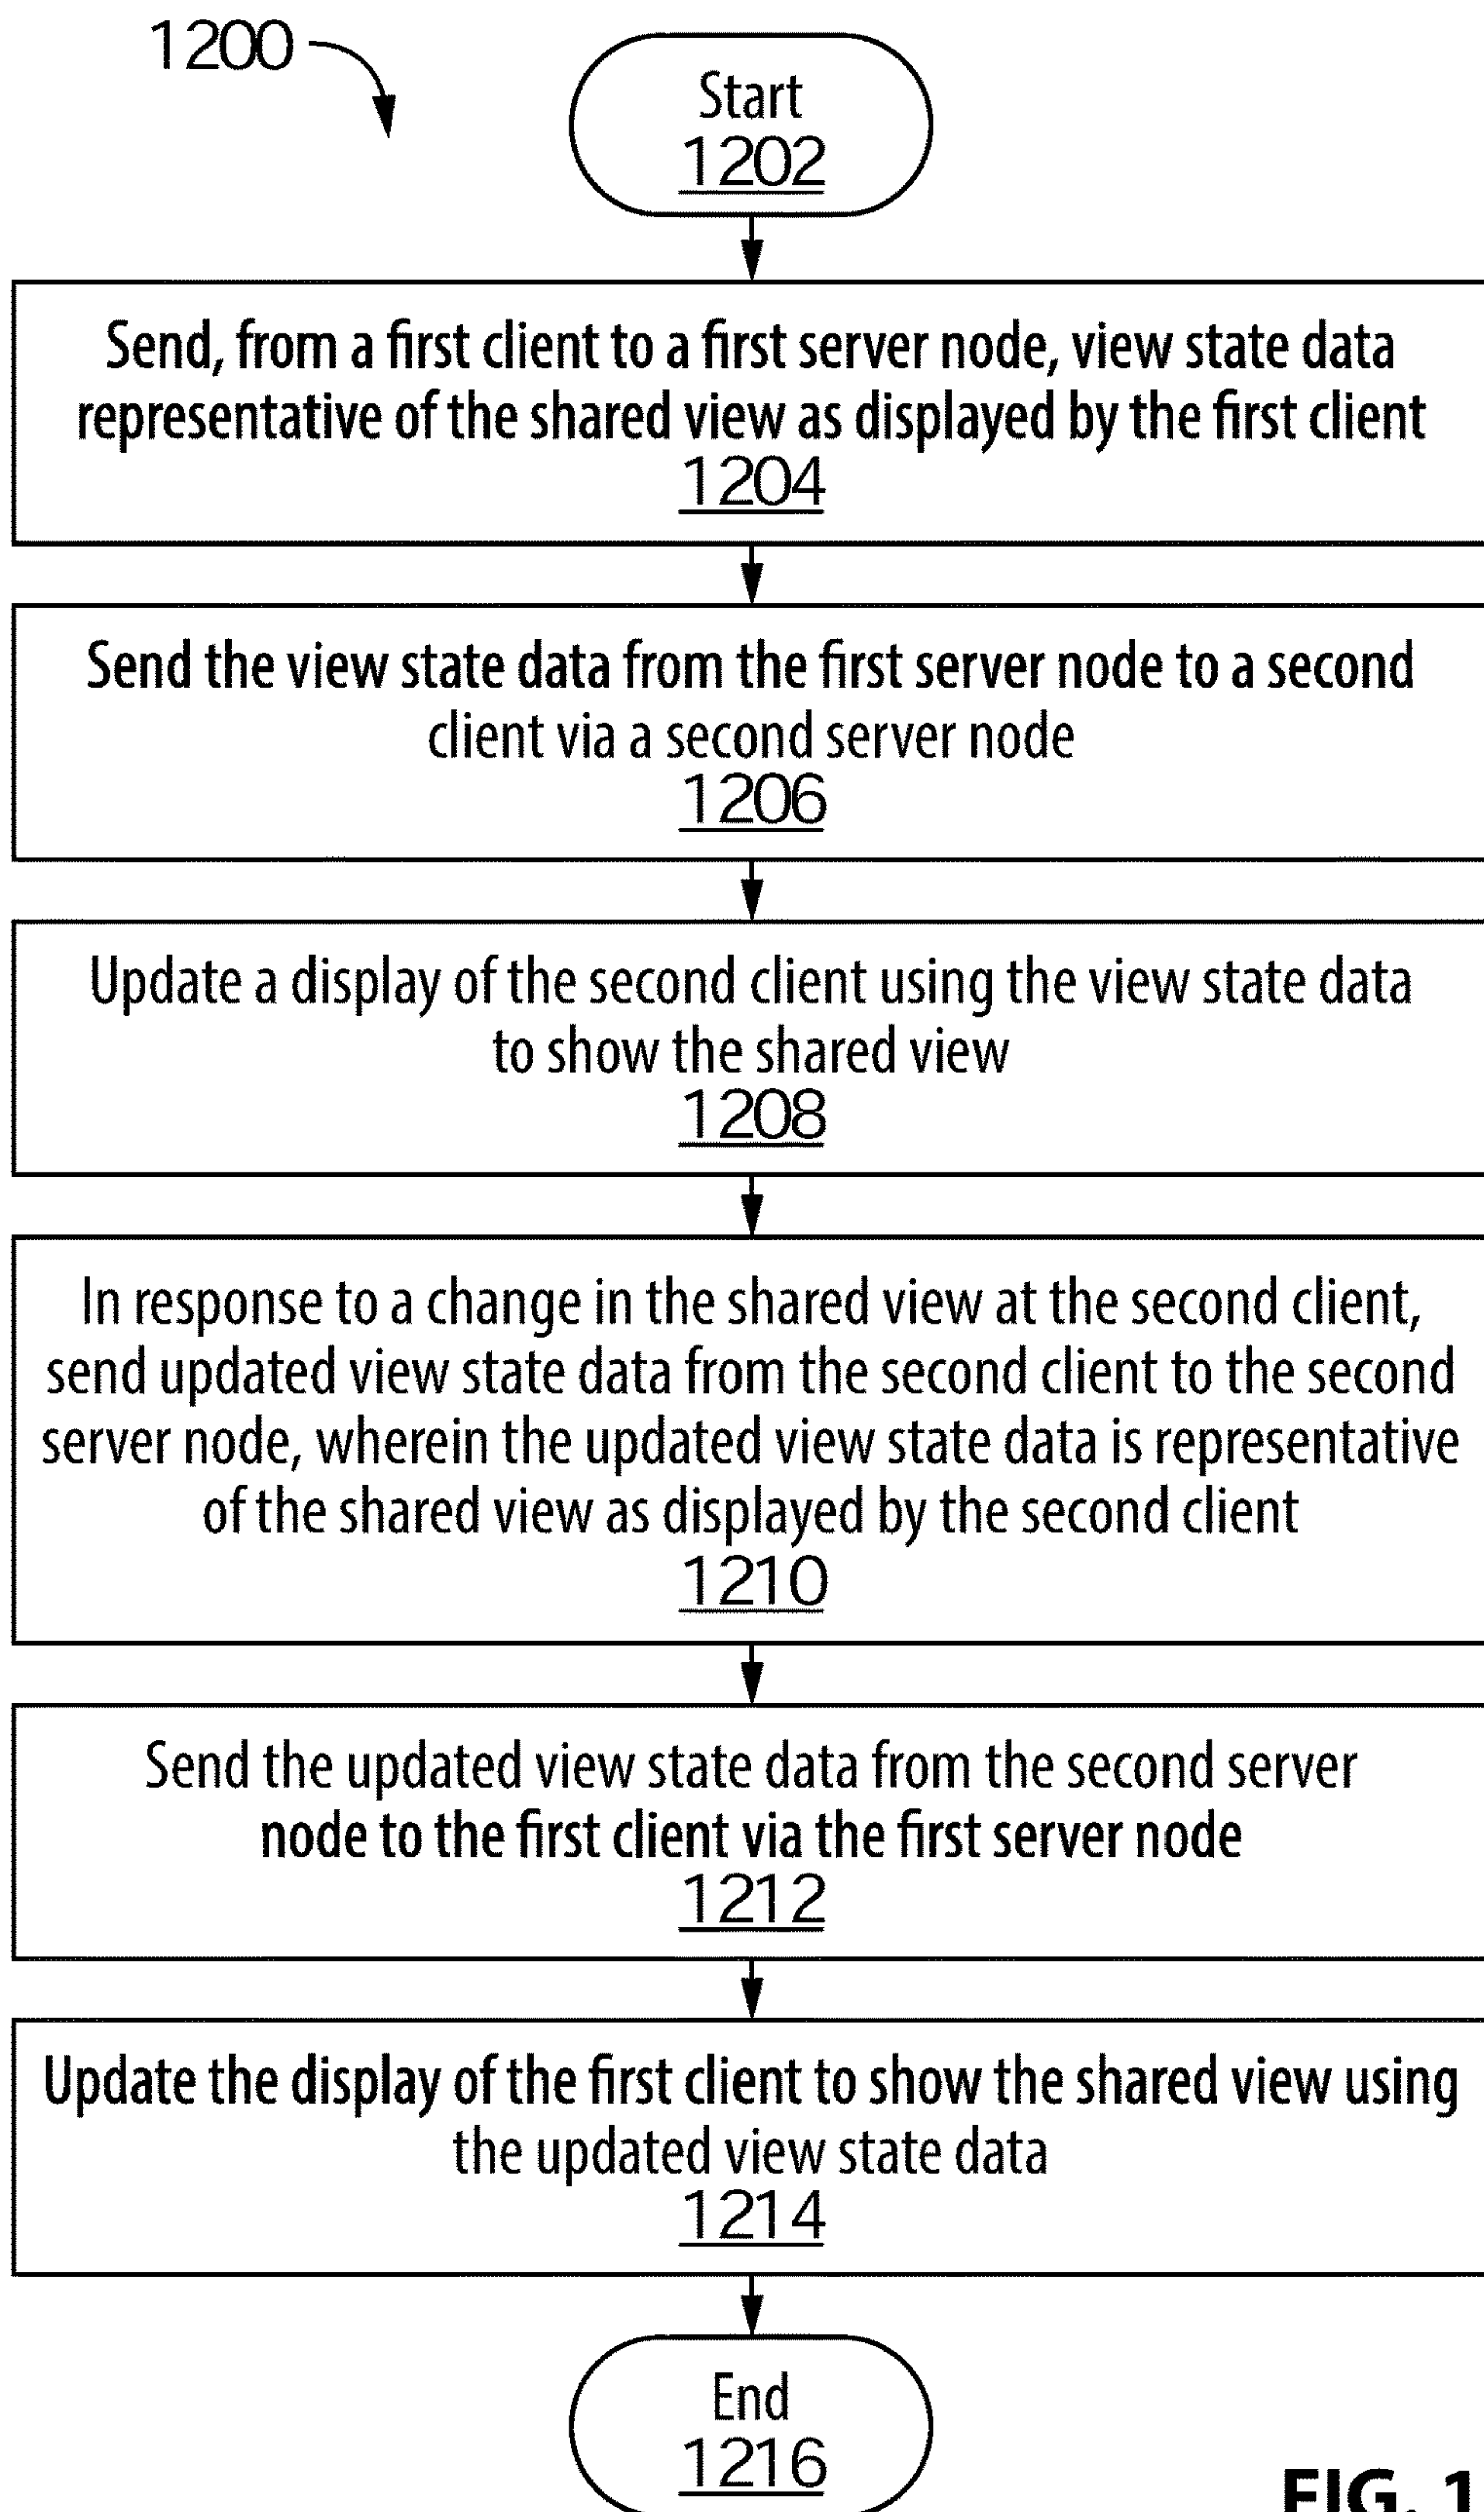 1200
Start
1202
Send, from a first client to a first server node, view state data
representative of the shared view as displayed by the first client
1204
Send the view state data from the first server node to a second
client via a second server node
1206
Update a display of the second client using the view state data
to show the shared view
1208
In response to a change in the shared view at the second client,
send updated view state data from the second client to the second
server node, wherein the updated view state data is representative
of the shared view as displayed by the second client
1210
Send the updated view state data from the second server
node to the first client via the first server node
1212
Update the display of the first client to show the shared view using
the updated view state data
1214
End
1216
FIG. 1